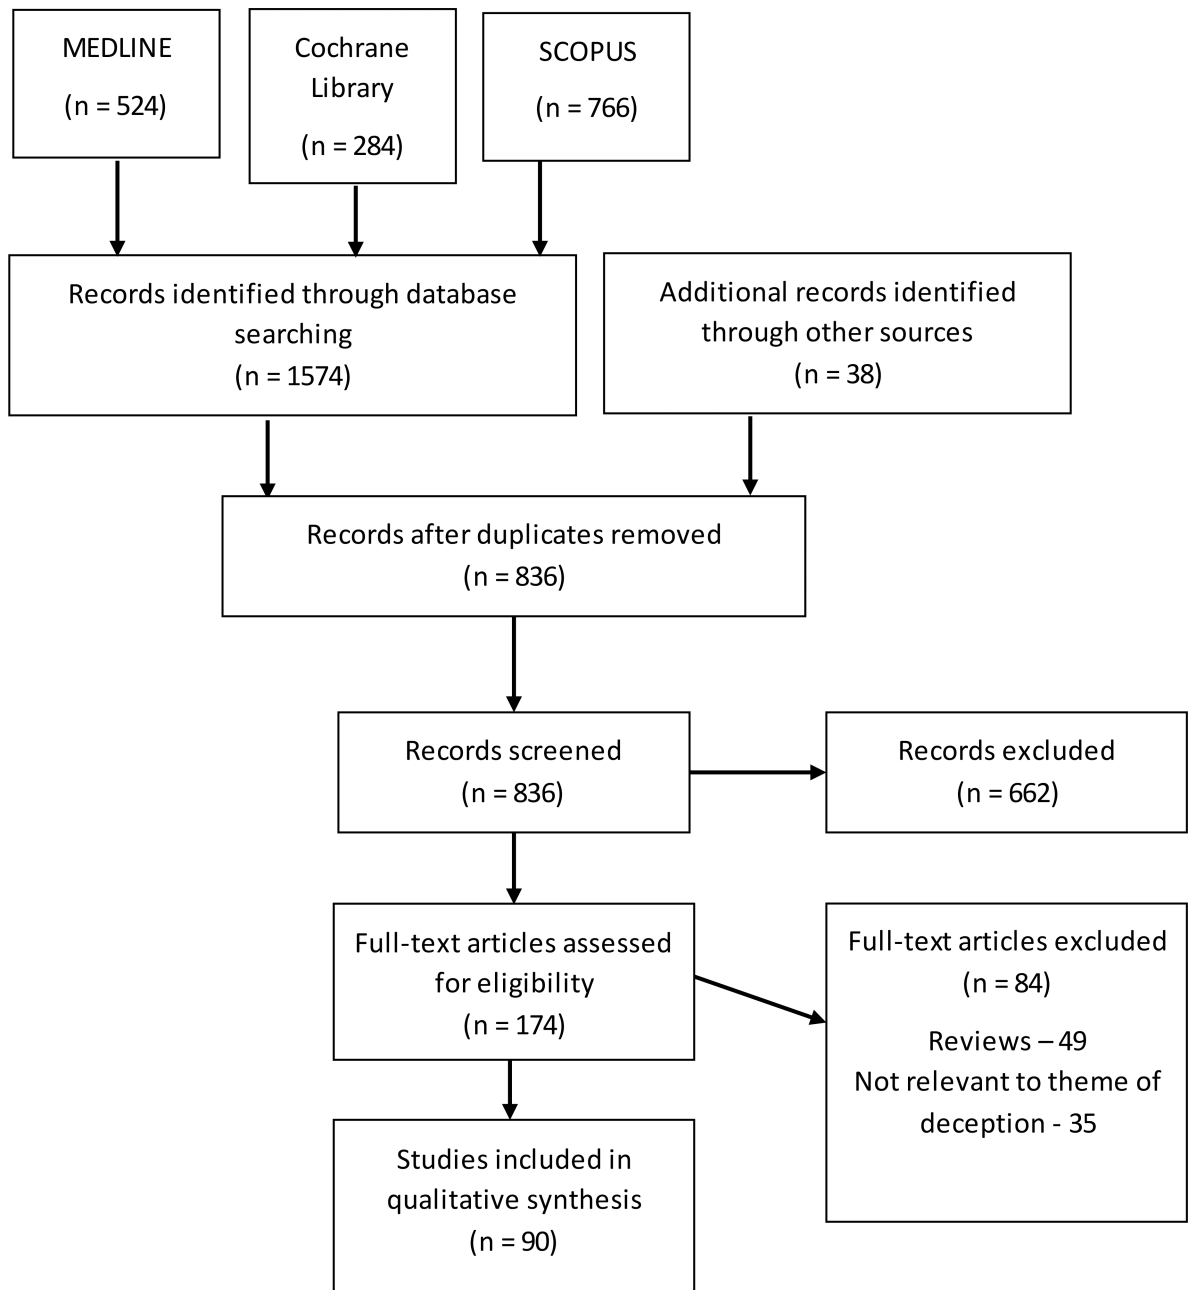 MEDLINE
(n = 524)
Cochrane
Library
(n = 284)
SCOPUS
(n = 766)
Records identified through database
searching
(n = 1574)
Additional records identified
through other sources
(n = 38)
Records after duplicates removed
(n = 836)
Records screened
(n = 836)
Records excluded
(n = 662)
Full-text articles assessed
for eligibility
(n = 174)
Full-text articles excluded
(n = 84)
Reviews – 49
Not relevant to theme of
deception - 35
Studies included in
qualitative synthesis
(n = 90)